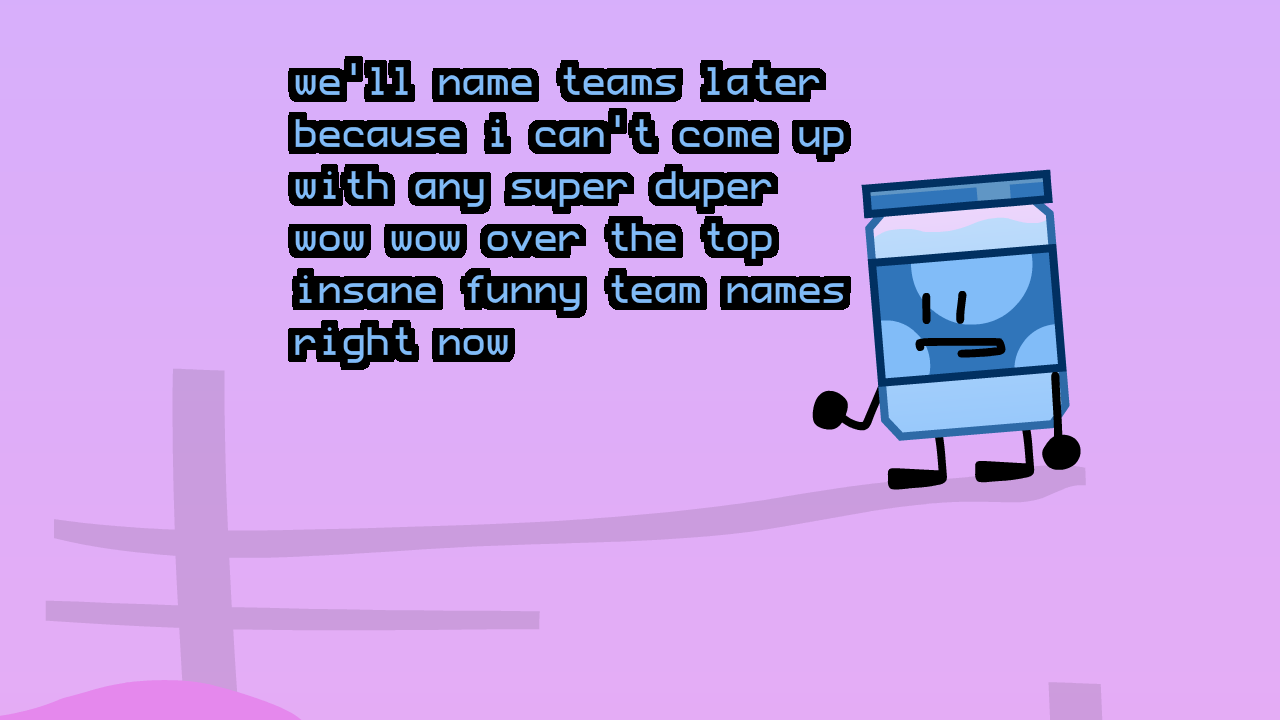 we'll name teams later
because i can't come up
with any super duper
wow wow over the top
insane funny team names
right now